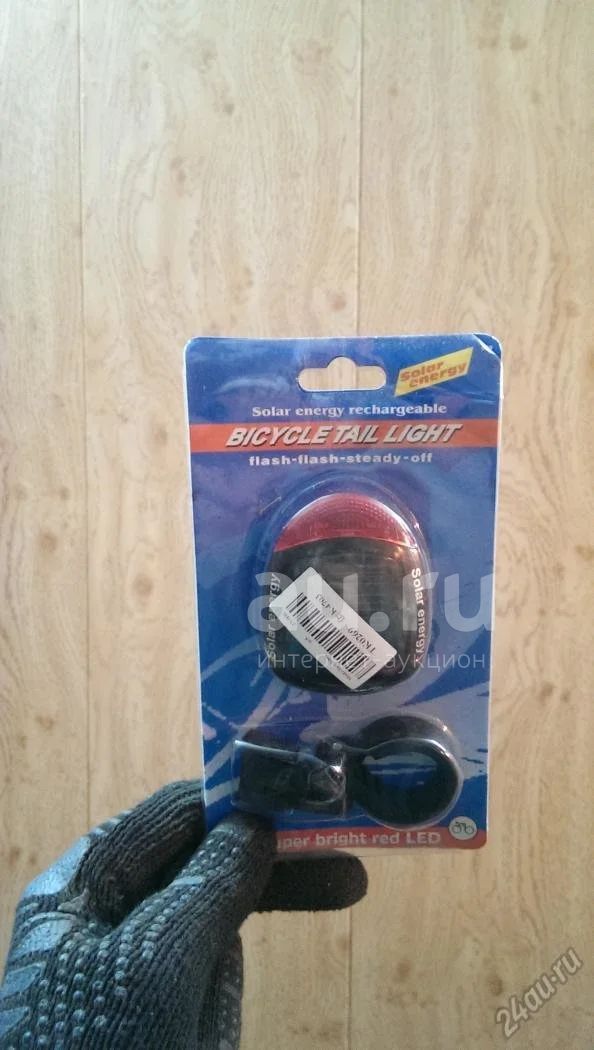 Solar
energy
Solar energy rechargeable
BICYCLE TAIL LIGHT
flash-flash-steady-off
Solar energy
Solar energy
au.ru
интернет аукцион
super bright red LED
24au.ru